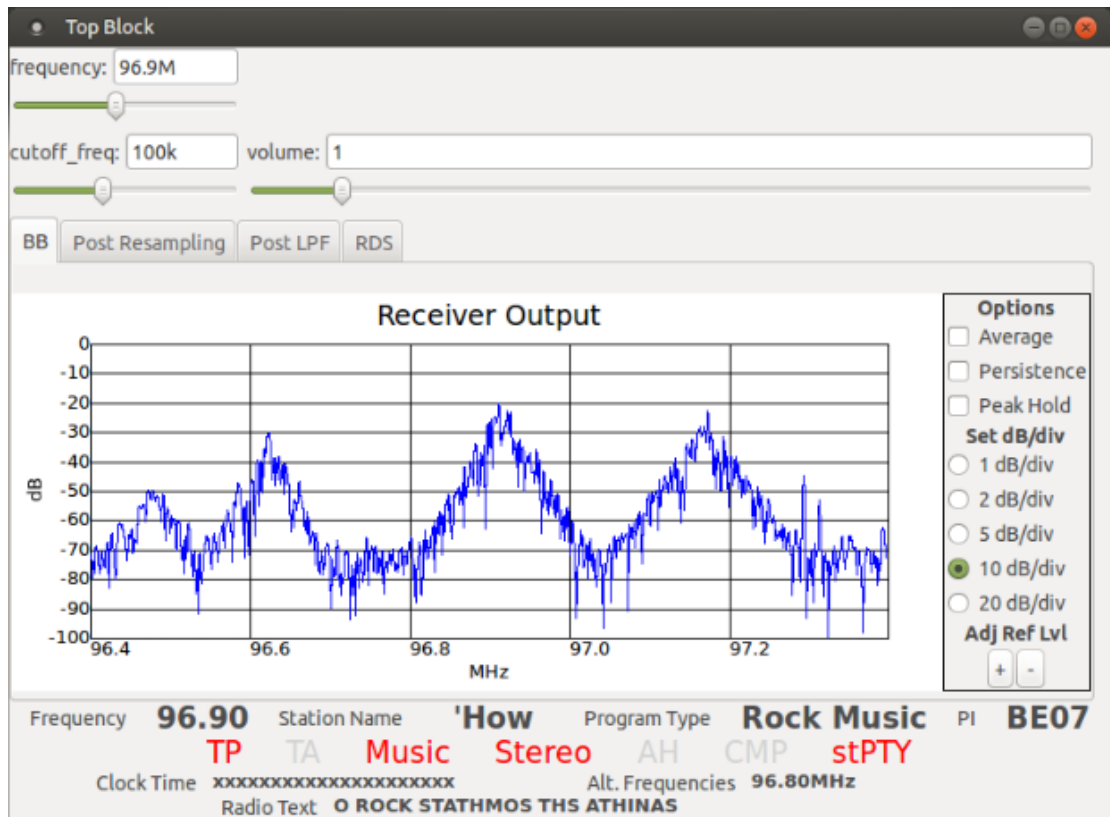 Top Block
frequency: 96.9M
cutoff_freq: 100k volume: 1
BB Post Resampling Post LPF RDS
Receiver Output
0
-10
-20
-30
-40
-50
-60
-70
-80
-90
-100
dB
96.4 96.6 96.8 97.0 97.2
MHz
Options
Average
Persistence
Peak Hold
Set dB/div
1 dB/div
2 dB/div
5 dB/div
10 dB/div
20 dB/div
Adj Ref Lvl
+ -
Frequency 96.90 Station Name 'How Program Type Rock Music PI BE07
TP TA Music Stereo AH CMP stPTY
Clock Time xxxxxxxxxxxxxxxxxxxxx Alt. Frequencies 96.80MHz
Radio Text O ROCK STATHMOS THS ATHINAS